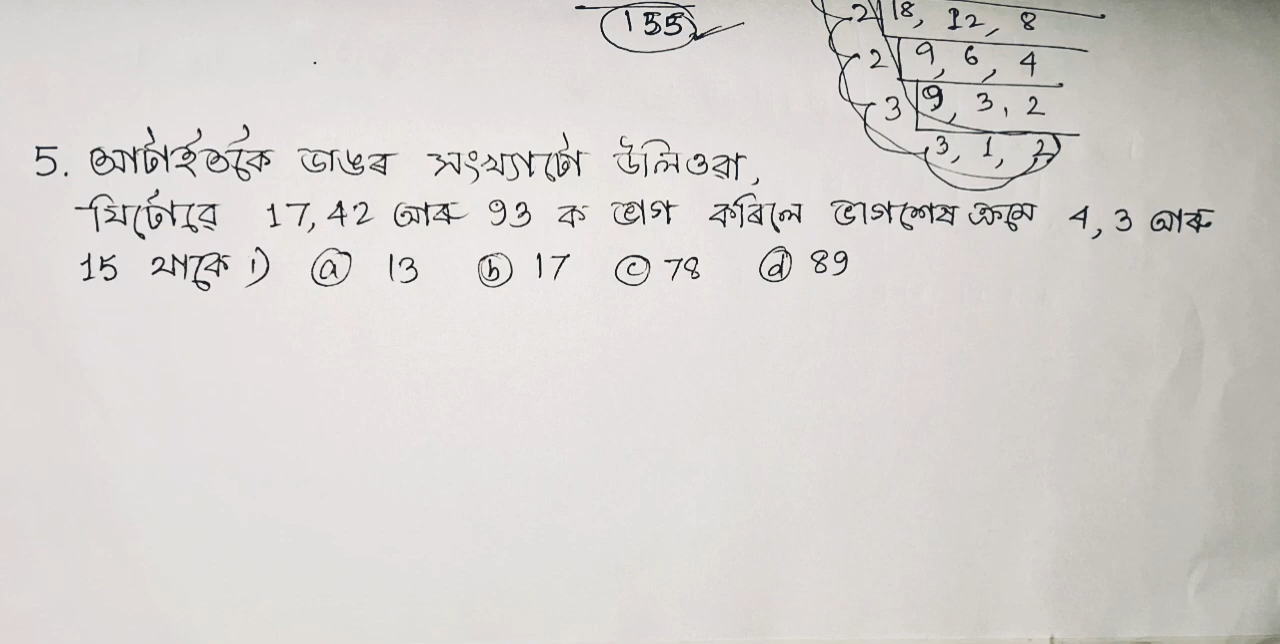 155
2 18, 12, 8
2 9, 6, 4
3 9, 3, 2
3, 1, 2
5. আটাইতকৈ ডাঙৰ সংখ্যাটো উলিওৱা,
যিটোৰে 17, 42 আৰু 93 ক ভাগ কৰিলে ভাগশেষ ক্ৰমে 4, 3 আৰু
15 থাকে ।) ⓐ 13 ⓑ 17 ⓒ 78 ⓓ 89